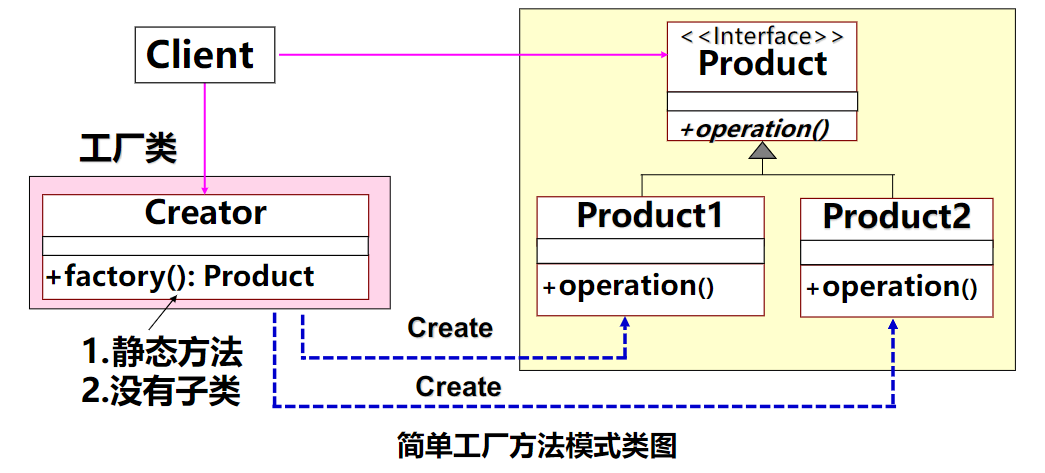 Client
<<Interface>>
Product
+operation()
工厂类
Creator
+factory(): Product
Product1
+operation()
Product2
+operation()
1.静态方法
2.没有子类
Create
Create
简单工厂方法模式类图